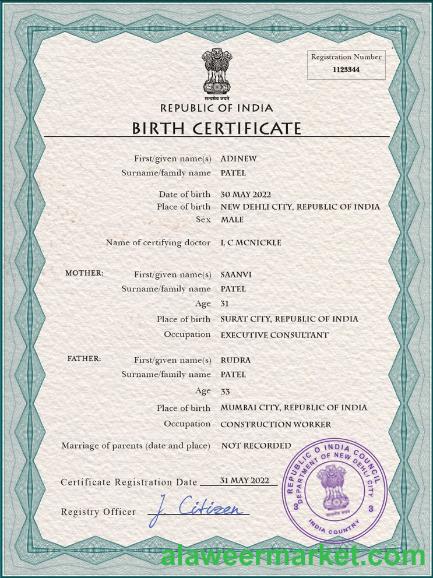 Registration Number
1123344
सत्यमेव जयते
REPUBLIC OF INDIA
BIRTH CERTIFICATE
First/given name(s) ADINEW
Surname/family name PATEL
Date of birth 30 MAY 2022
Place of birth NEW DEHLI CITY, REPUBLIC OF INDIA
Sex MALE
Name of certifying doctor I, C MCNICKLE
MOTHER: First/given name(s) SAANVI
Surname/family name PATEL
Age 31
Place of birth SURAT CITY, REPUBLIC OF INDIA
Occupation EXECUTIVE CONSULTANT
FATHER: First/given name(s) RUDRA
Surname/family name PATEL
Age 33
Place of birth MUMBAI CITY, REPUBLIC OF INDIA
Occupation CONSTRUCTION WORKER
Marriage of parents (date and place) NOT RECORDED
Certificate Registration Date 31 MAY 2022
Registry Officer J. Citizen
REPUBLIC O INDIA COUNCIL
DEPARTMENT OF NEW DEHLI CITY
INDIA COUNTRY
alaweermarket.com